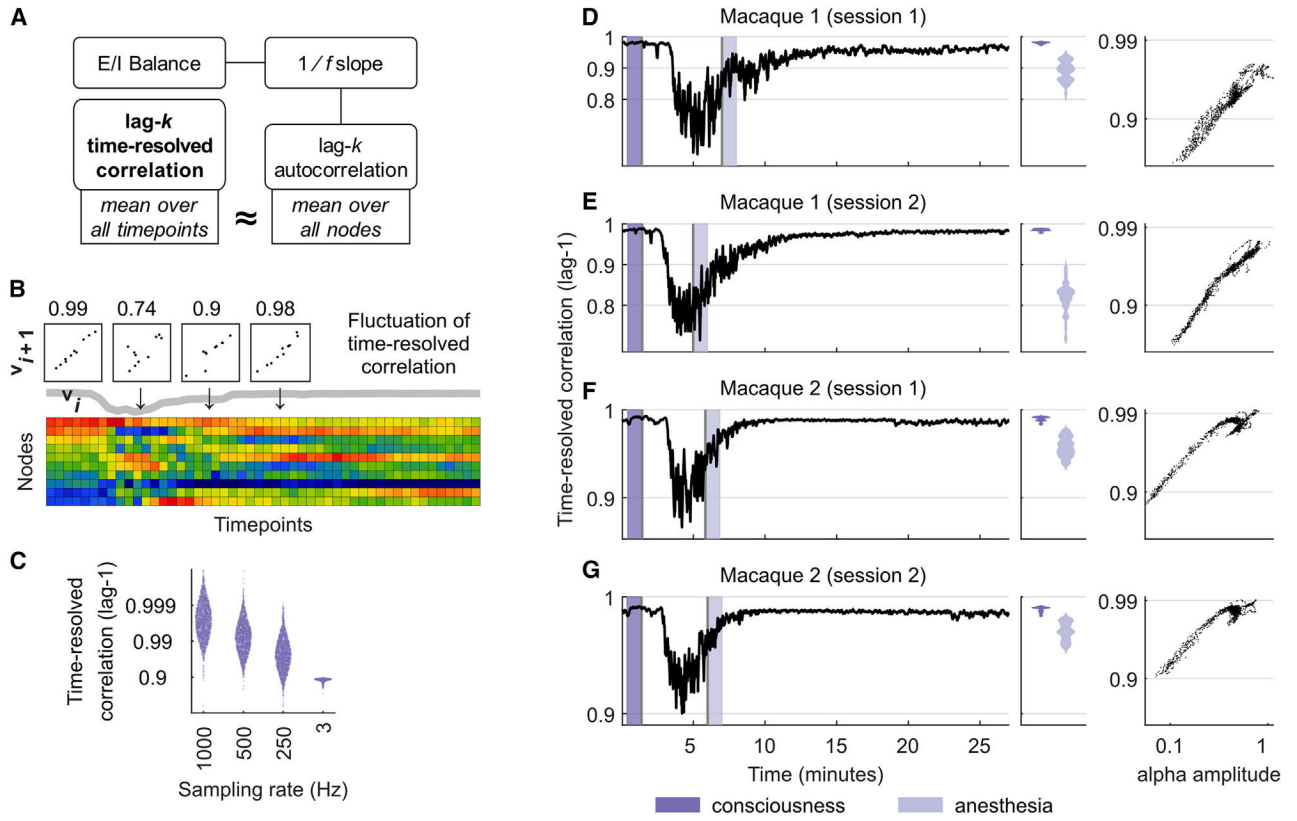 A
E/I Balance
1/f slope
lag-k
time-resolved
correlation
mean over
all timepoints
≈
lag-k
autocorrelation
mean over
all nodes
B
0.99 0.74 0.9 0.98
v i+1
v i
Fluctuation of
time-resolved
correlation
Nodes
Timepoints
C
Time-resolved
correlation (lag-1)
0.999
0.99
0.9
1000 500 250 3
Sampling rate (Hz)
Time-resolved correlation (lag-1)
D
Macaque 1 (session 1)
1
0.9
0.8
0.99
0.9
E
Macaque 1 (session 2)
1
0.9
0.8
0.99
0.9
F
Macaque 2 (session 1)
1
0.9
0.99
0.9
G
Macaque 2 (session 2)
1
0.9
0.99
0.9
5 10 15 20 25
Time (minutes)
0.1 1
alpha amplitude
consciousness
anesthesia